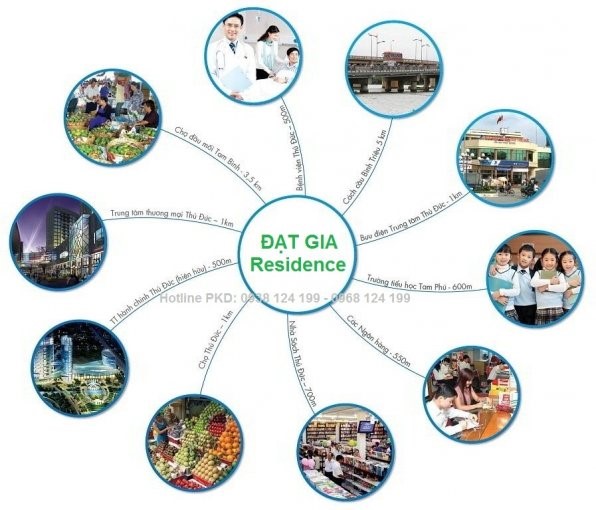 ĐẠT GIA
Residence
Hotline PKD: 0938 124 199 - 0968 124 199
Bệnh viện Thủ Đức – 500m
Cách cầu Bình Triệu 5 km
Bưu điện Trung tâm Thủ Đức - 1km
Trường tiểu học Tam Phú - 600m
Các Ngân hàng - 550m
Nhà Sách Thủ Đức – 700m
Chợ Thủ Đức – 1km
TT hành chính Thủ Đức (hiện hữu) - 500m
Trung tâm thương mại Thủ Đức – 1km
Chợ đầu mối Tam Bình - 3,5 km